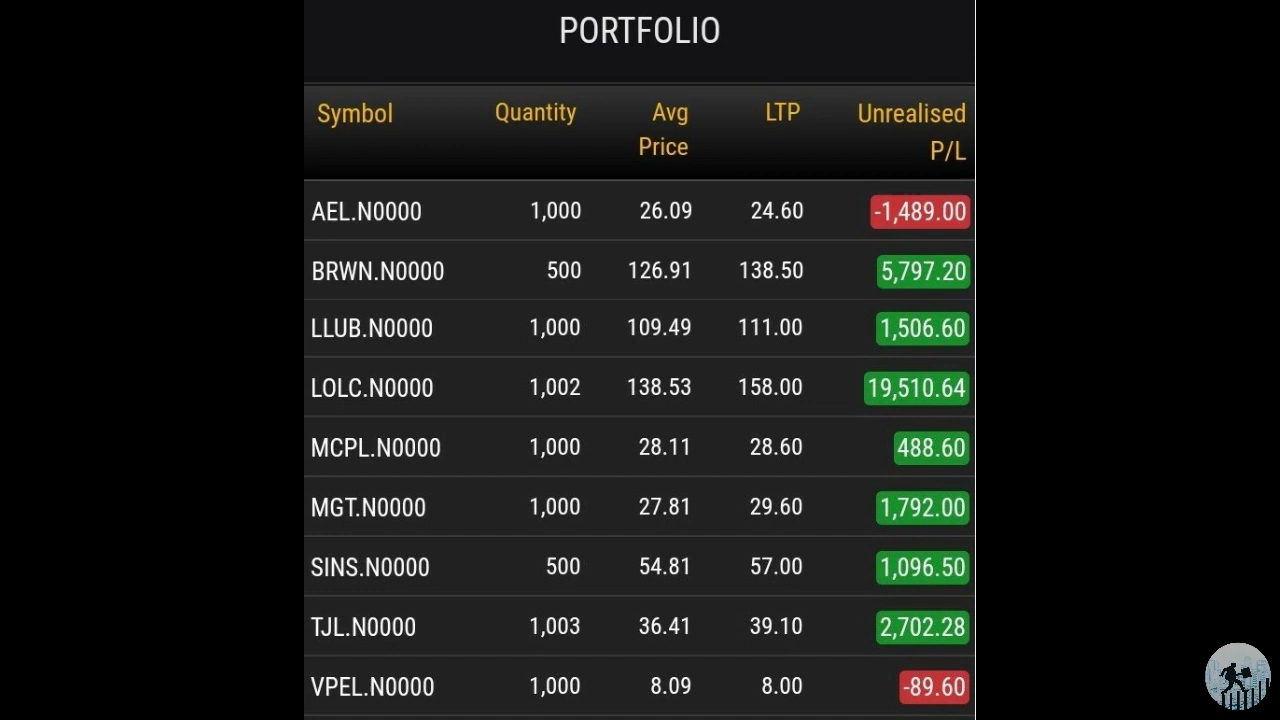 PORTFOLIO
Symbol Quantity Avg Price LTP Unrealised P/L
AEL.N0000 1,000 26.09 24.60 -1,489.00
BRWN.N0000 500 126.91 138.50 5,797.20
LLUB.N0000 1,000 109.49 111.00 1,506.60
LOLC.N0000 1,002 138.53 158.00 19,510.64
MCPL.N0000 1,000 28.11 28.60 488.60
MGT.N0000 1,000 27.81 29.60 1,792.00
SINS.N0000 500 54.81 57.00 1,096.50
TJL.N0000 1,003 36.41 39.10 2,702.28
VPEL.N0000 1,000 8.09 8.00 -89.60